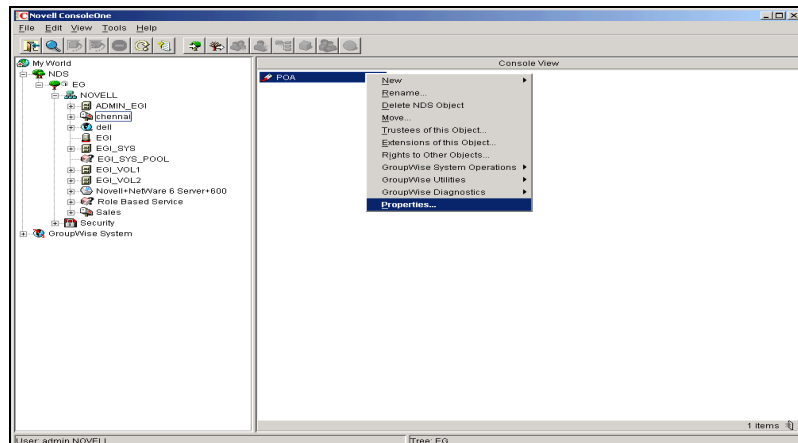 Novell ConsoleOne
File Edit View Tools Help
My World
NDS
EG
NOVELL
ADMIN_EGI
chennai
dell
EGI
EGI_SYS
EGI_SYS_POOL
EGI_VOL1
EGI_VOL2
Novell+NetWare 6 Server+600
Role Based Service
Sales
Security
GroupWise System
Console View
POA
New
Rename...
Delete NDS Object
Move...
Trustees of this Object...
Extensions of this Object...
Rights to Other Objects...
GroupWise System Operations
GroupWise Utilities
GroupWise Diagnostics
Properties...
1 items
User: admin.NOVELL
Tree: EG